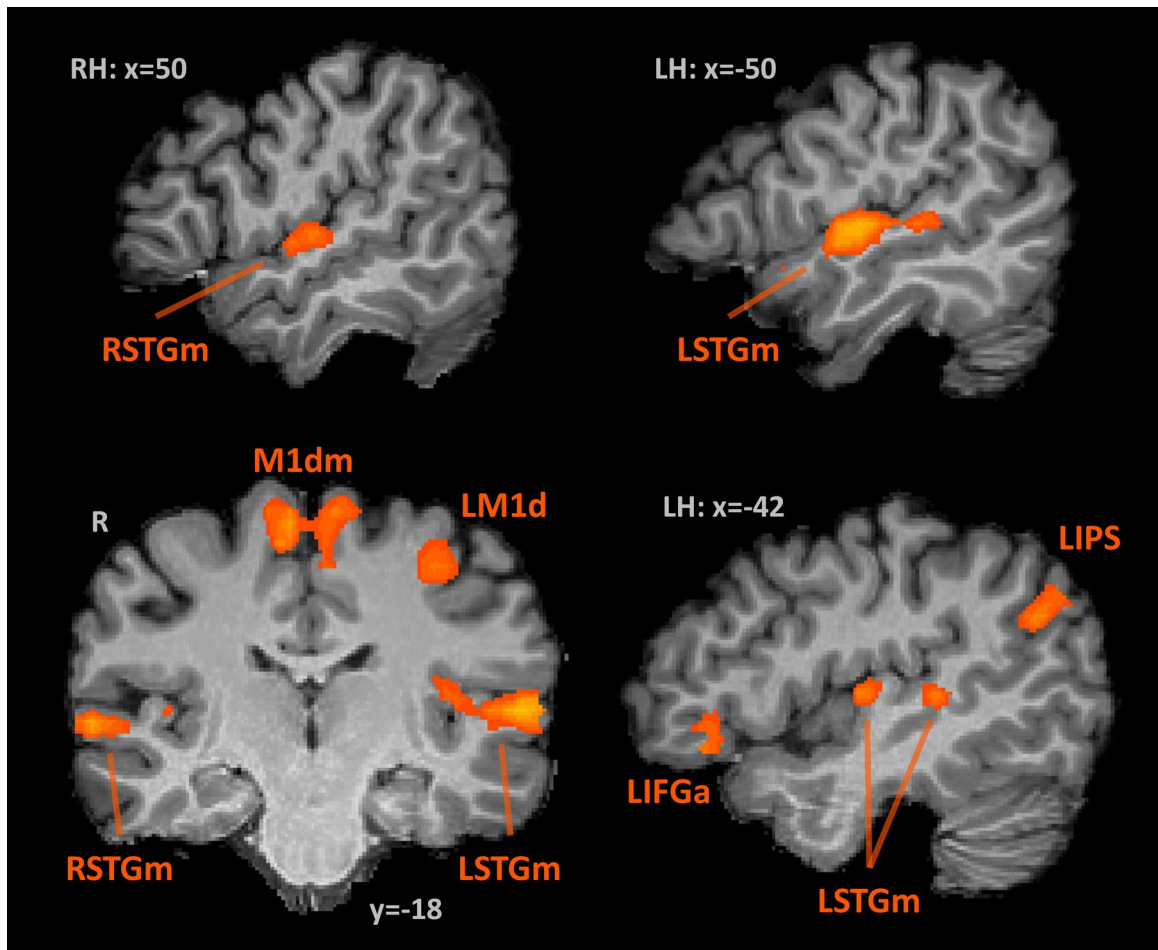 RH: x=50
LH: x=-50
RSTGm
LSTGm
M1dm
LM1d
R
LH: x=-42
LIPS
LIFGa
RSTGm
LSTGm
LSTGm
y=-18